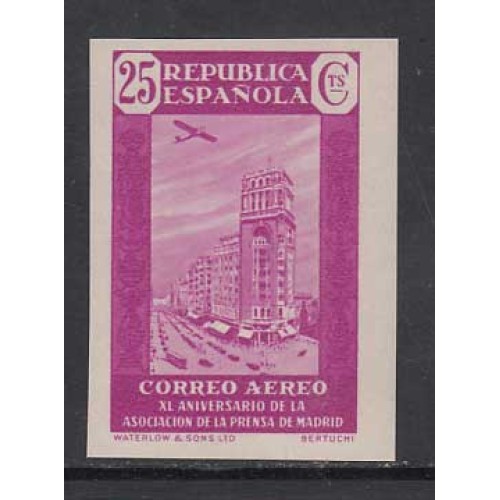 25 REPUBLICA CTS
ESPAÑOLA
CORREO AEREO
XL ANIVERSARIO DE LA
ASOCIACION DE LA PRENSA DE MADRID
WATERLOW & SONS LTD BERTUCHI